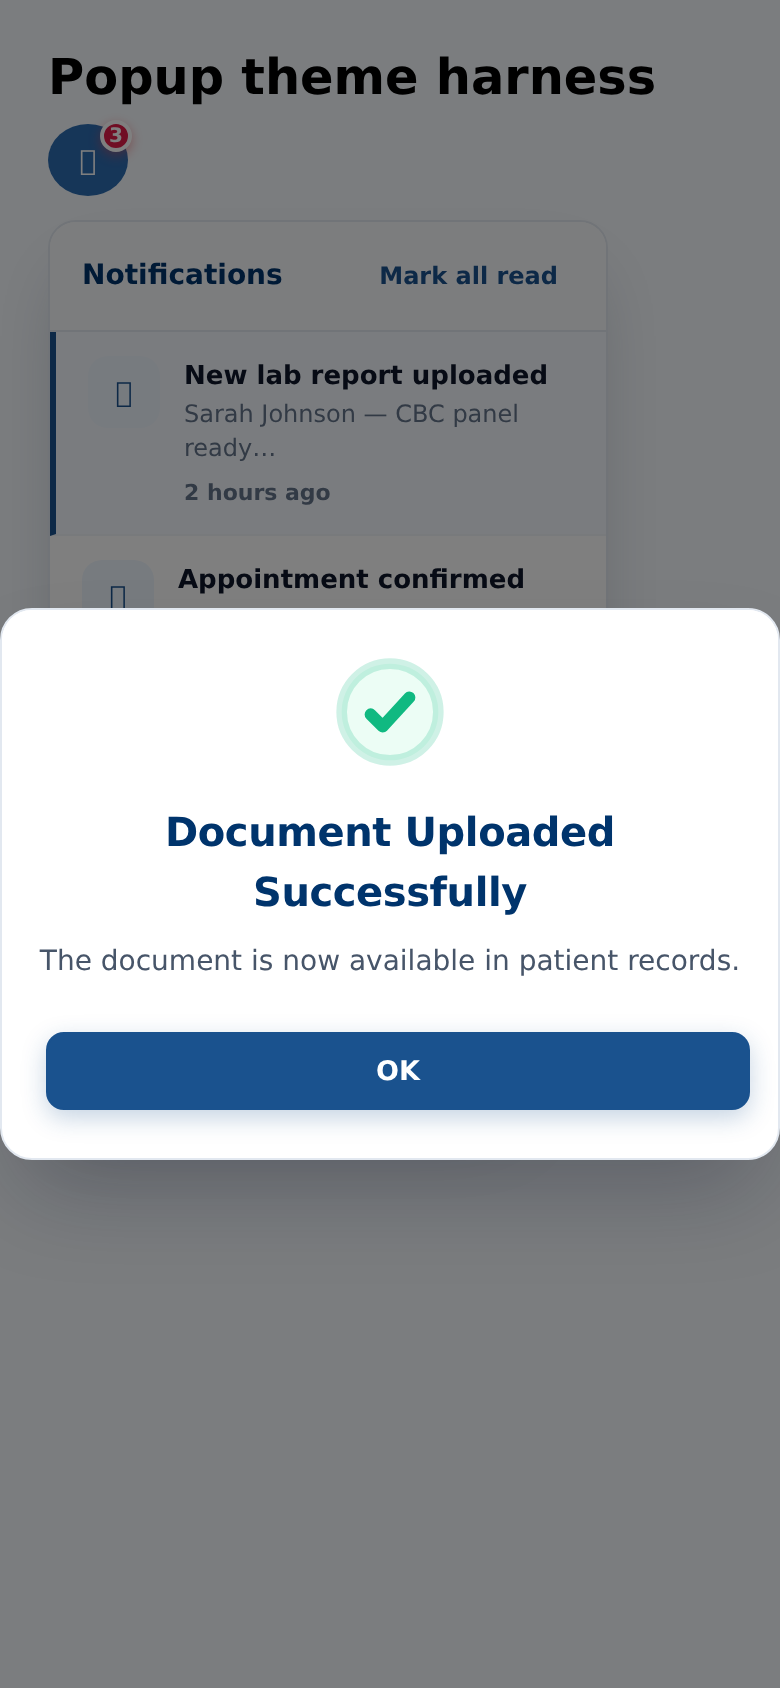 Popup theme harness
3
Notifications
Mark all read
New lab report uploaded
Sarah Johnson — CBC panel
ready…
2 hours ago
Appointment confirmed
Document Uploaded
Successfully
The document is now available in patient records.
OK